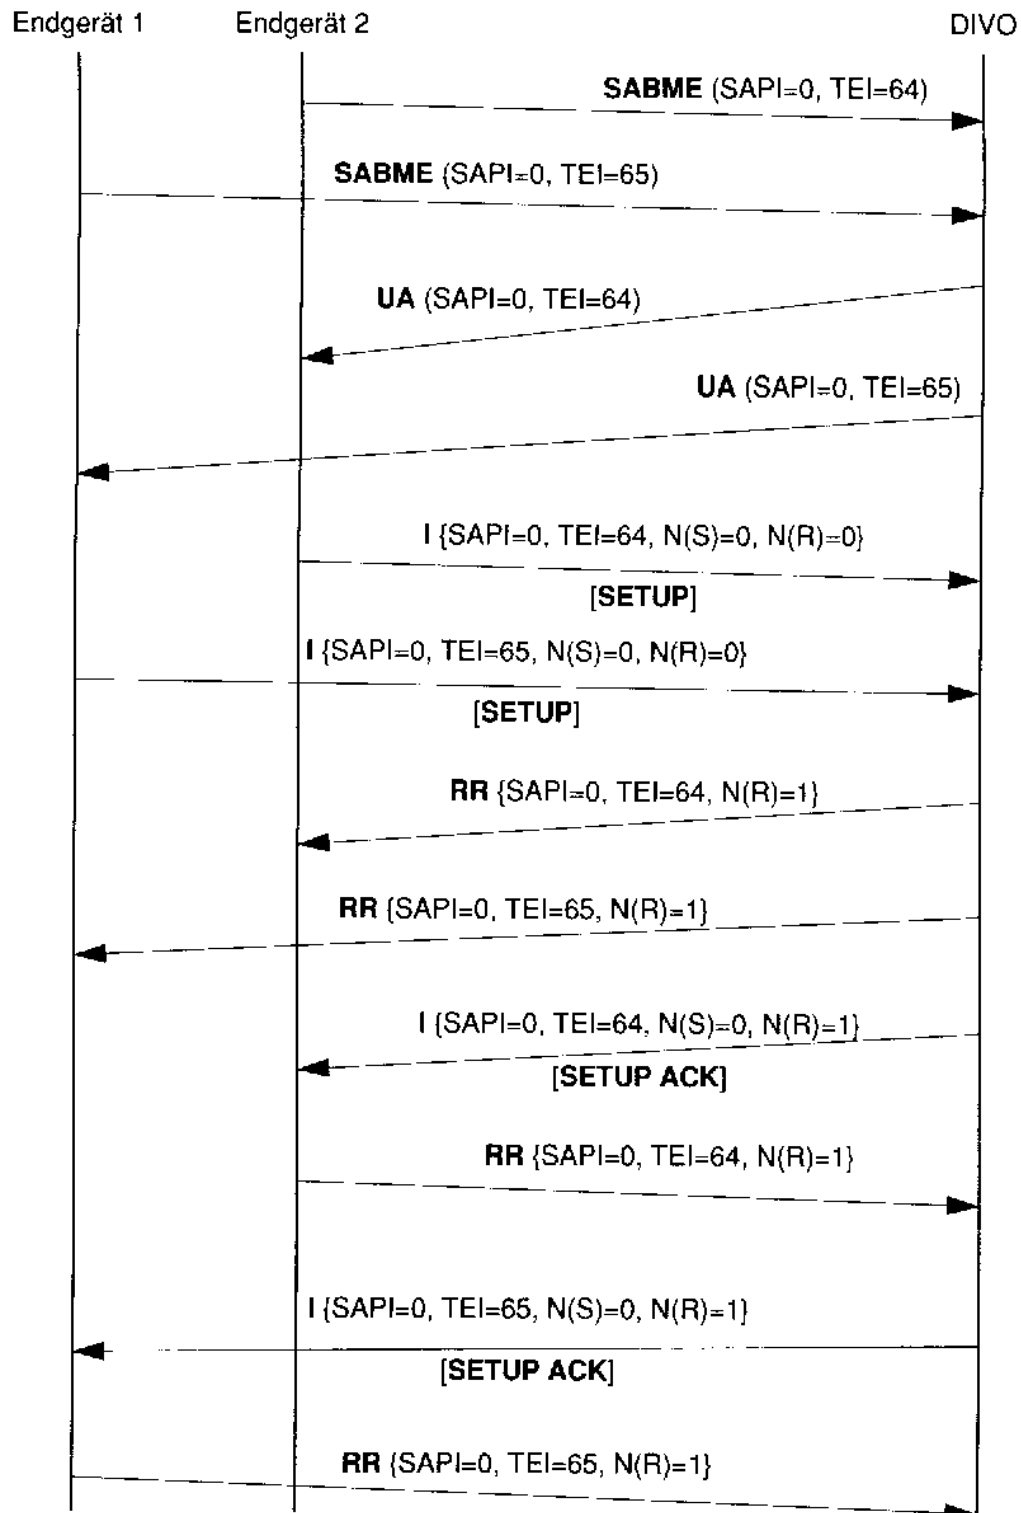 Endgerät 1 Endgerät 2 DIVO
SABME (SAPI=0, TEI=64)
SABME (SAPI=0, TEI=65)
UA (SAPI=0, TEI=64)
UA (SAPI=0, TEI=65)
I {SAPI=0, TEI=64, N(S)=0, N(R)=0}
[SETUP]
I {SAPI=0, TEI=65, N(S)=0, N(R)=0}
[SETUP]
RR {SAPI=0, TEI=64, N(R)=1}
RR {SAPI=0, TEI=65, N(R)=1}
I {SAPI=0, TEI=64, N(S)=0, N(R)=1}
[SETUP ACK]
RR {SAPI=0, TEI=64, N(R)=1}
I {SAPI=0, TEI=65, N(S)=0, N(R)=1}
[SETUP ACK]
RR {SAPI=0, TEI=65, N(R)=1}